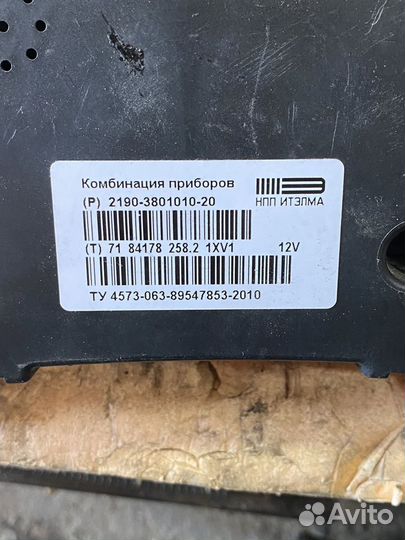 Комбинация приборов
(P) 2190-3801010-20
НПП ИТЭЛМА
(T) 71 84178 258.2 1XV1 12V
ТУ 4573-063-89547853-2010
Avito